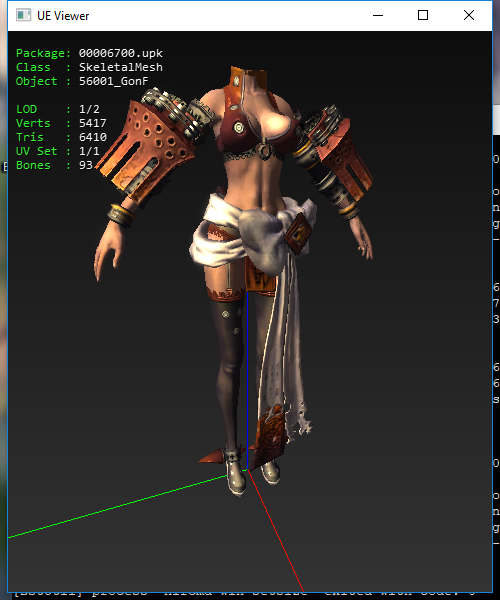 UE Viewer
Package: 00006700.upk
Class : SkeletalMesh
Object : 56001_GonF
LOD : 1/2
Verts : 5417
Tris : 6410
UV Set : 1/1
Bones : 93